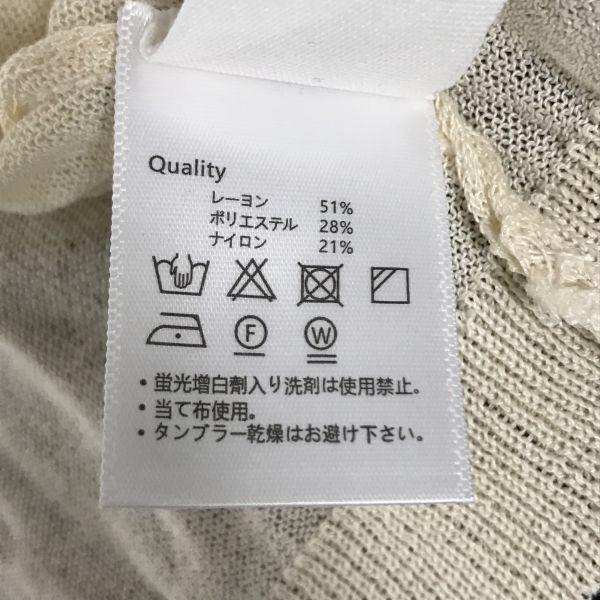 Quality
レーヨン 51%
ポリエステル 28%
ナイロン 21%
F W
・蛍光増白剤入り洗剤は使用禁止。
・当て布使用。
・タンブラー乾燥はお避け下さい。